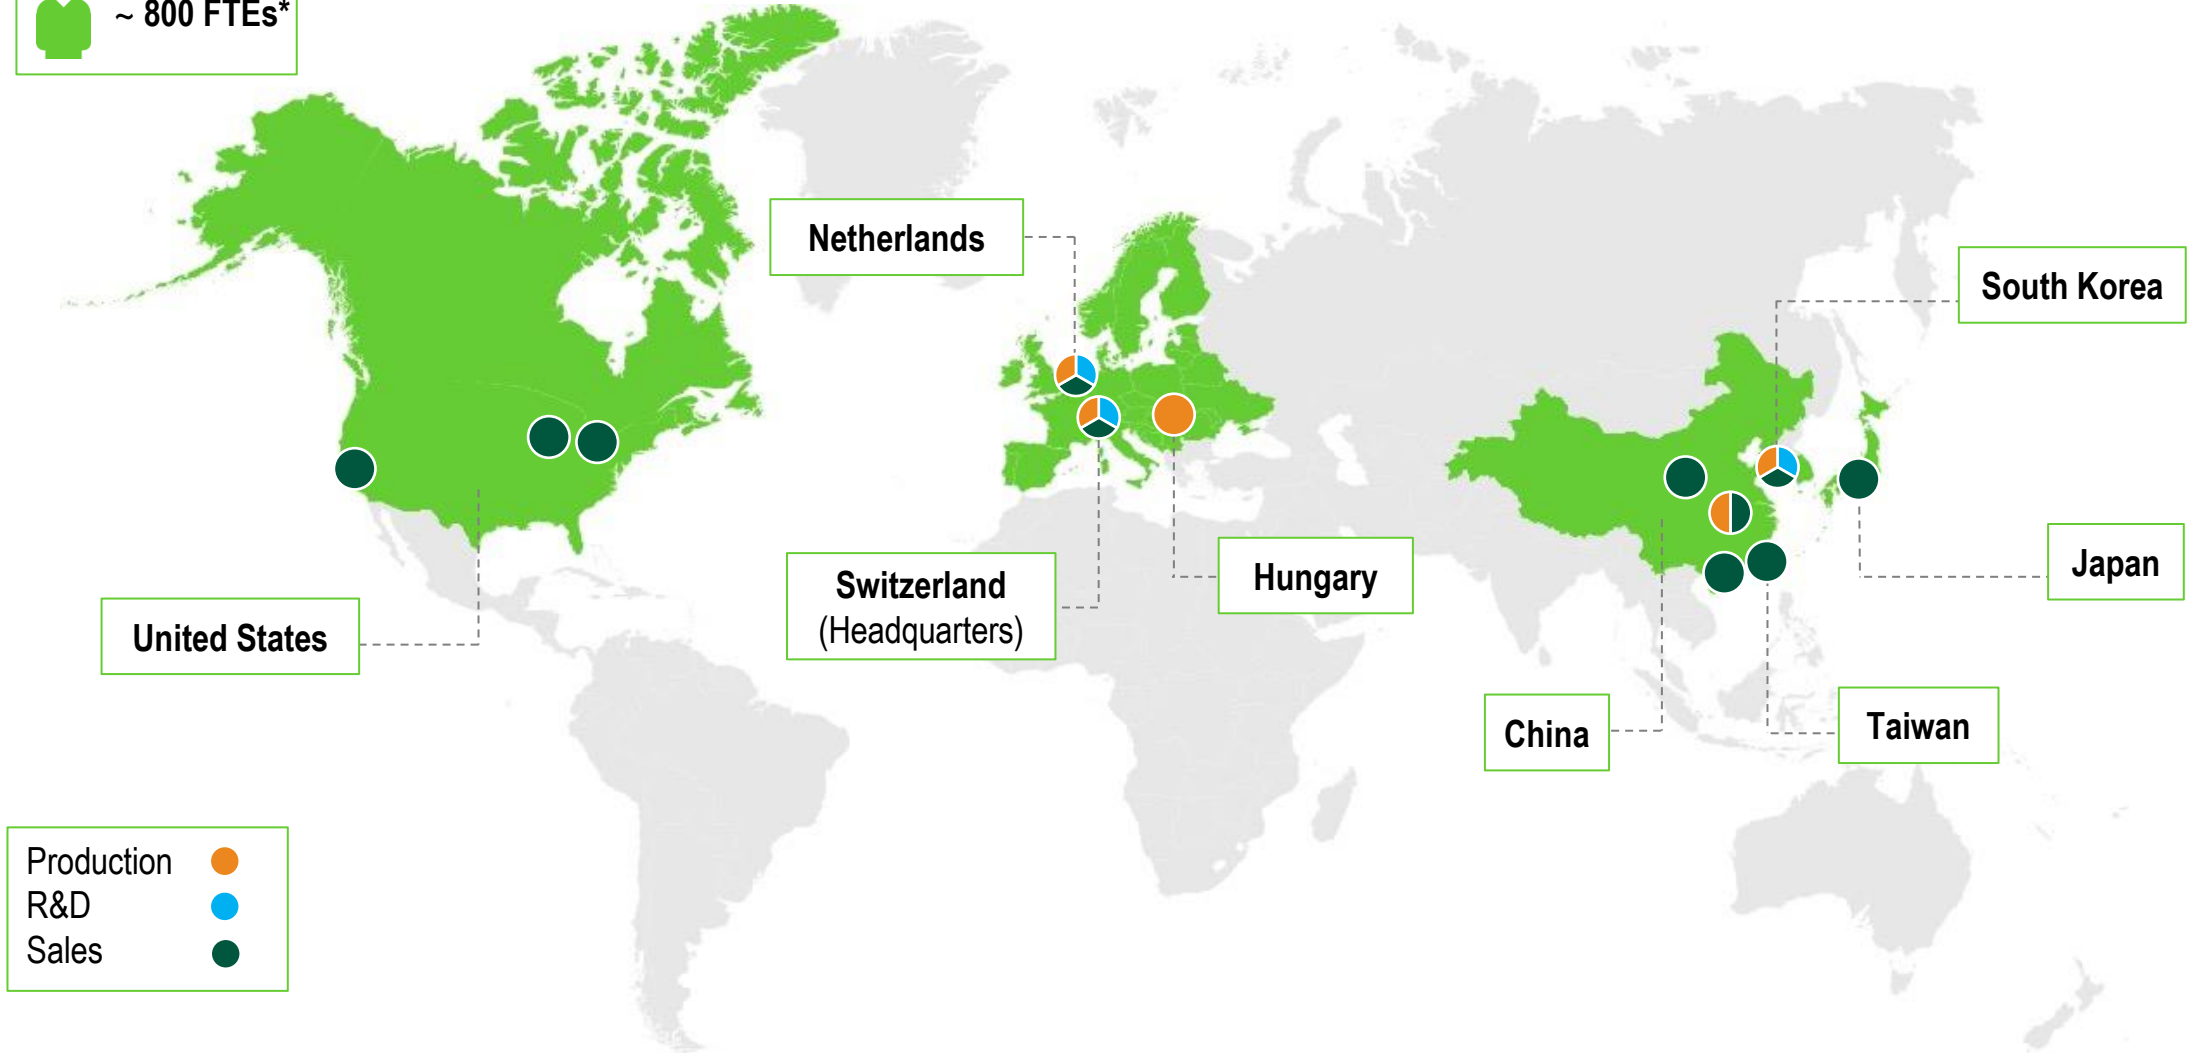 ~ 800 FTEs*
Netherlands
South Korea
Switzerland
(Headquarters)
Hungary
Japan
United States
China
Taiwan
Production
R&D
Sales